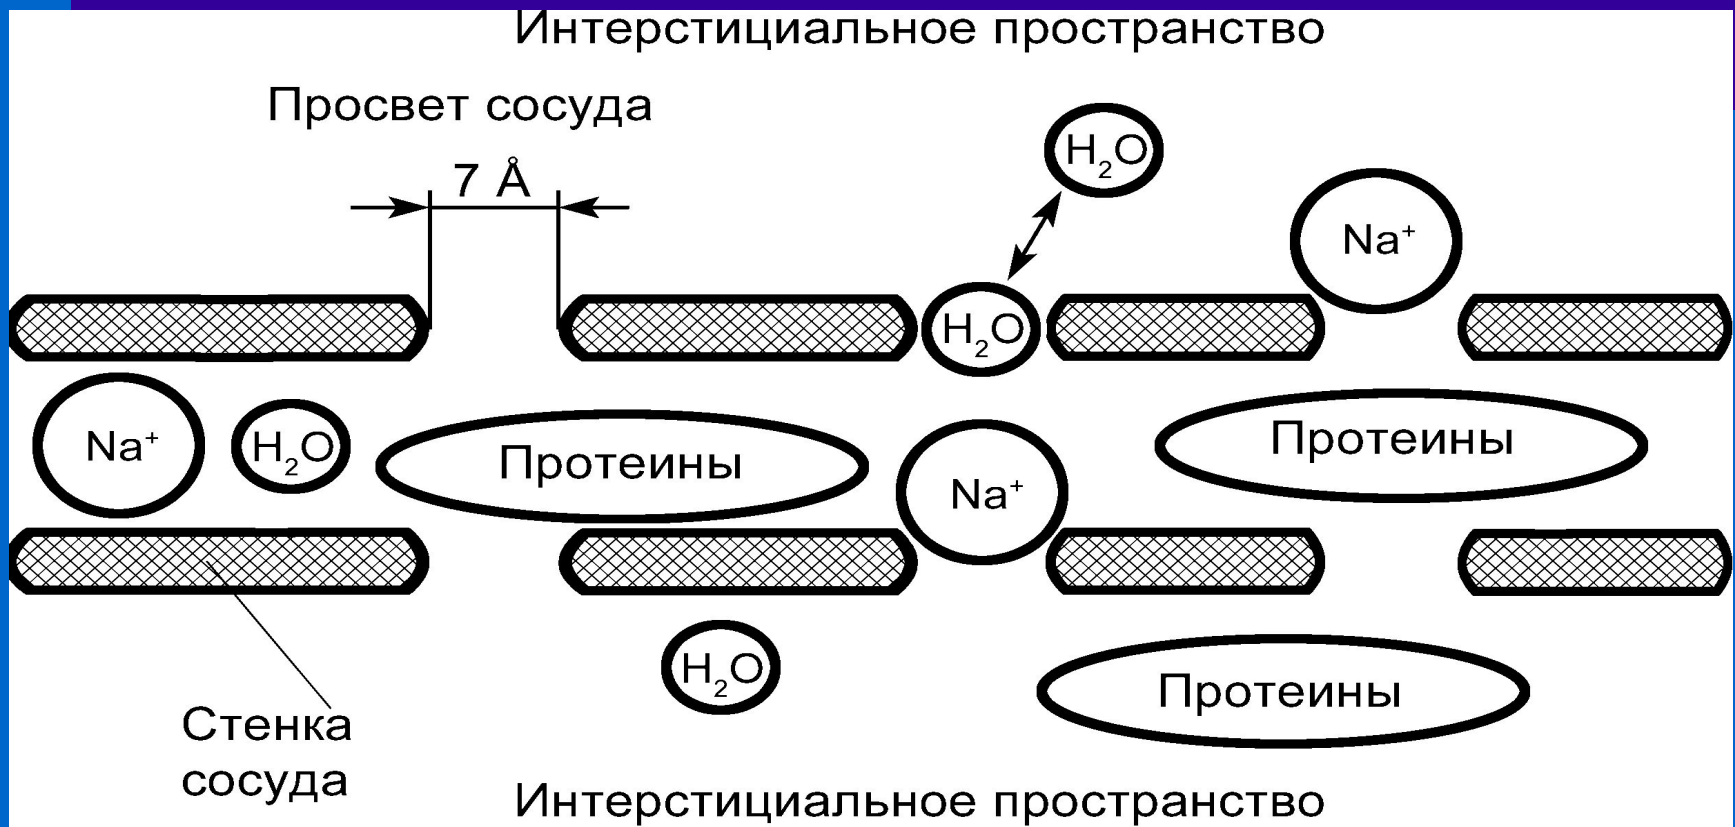 Интерстициальное пространство
Просвет сосуда
7 Å
H₂O
Na⁺
H₂O
Na⁺
H₂O
Протеины
Na⁺
Протеины
H₂O
Протеины
Стенка
сосуда
Интерстициальное пространство